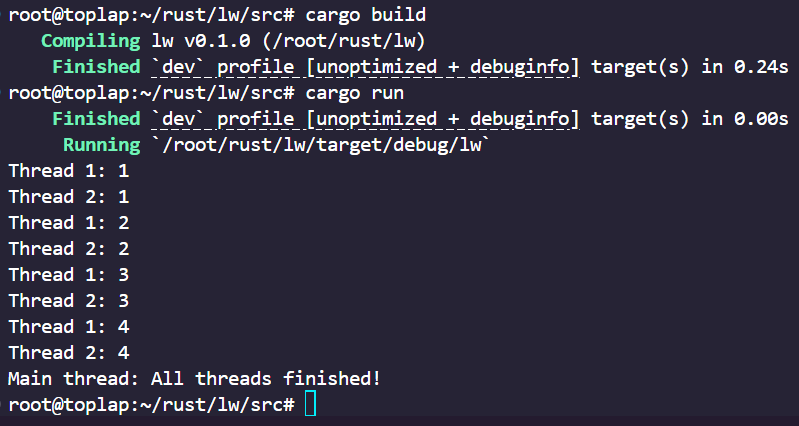 root@toplap:~/rust/lw/src# cargo build
   Compiling lw v0.1.0 (/root/rust/lw)
    Finished `dev` profile [unoptimized + debuginfo] target(s) in 0.24s
root@toplap:~/rust/lw/src# cargo run
    Finished `dev` profile [unoptimized + debuginfo] target(s) in 0.00s
     Running `/root/rust/lw/target/debug/lw`
Thread 1: 1
Thread 2: 1
Thread 1: 2
Thread 2: 2
Thread 1: 3
Thread 2: 3
Thread 1: 4
Thread 2: 4
Main thread: All threads finished!
root@toplap:~/rust/lw/src#